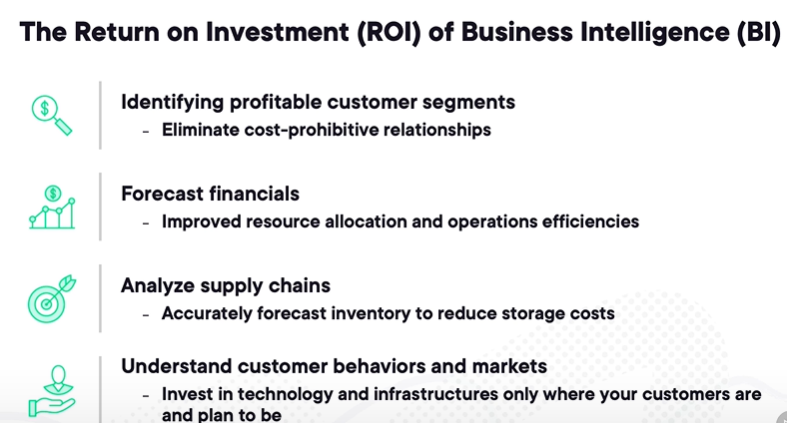 The Return on Investment (ROI) of Business Intelligence (BI)
Identifying profitable customer segments
- Eliminate cost-prohibitive relationships
Forecast financials
- Improved resource allocation and operations efficiencies
Analyze supply chains
- Accurately forecast inventory to reduce storage costs
Understand customer behaviors and markets
- Invest in technology and infrastructures only where your customers are
and plan to be